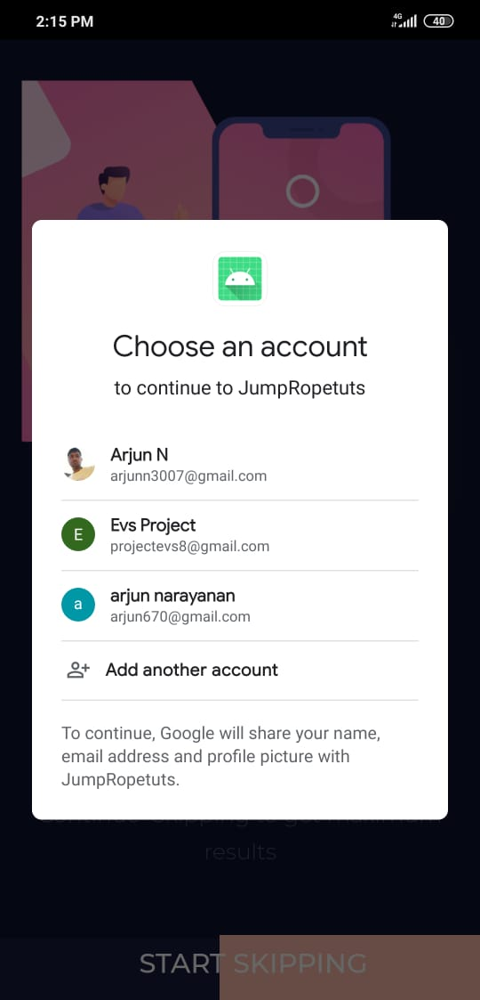 2:15 PM
4G
40
Choose an account
to continue to JumpRopetuts
Arjun N
arjunn3007@gmail.com
E
Evs Project
projectevs8@gmail.com
a
arjun narayanan
arjun670@gmail.com
Add another account
To continue, Google will share your name,
email address and profile picture with
JumpRopetuts.
results
START SKIPPING